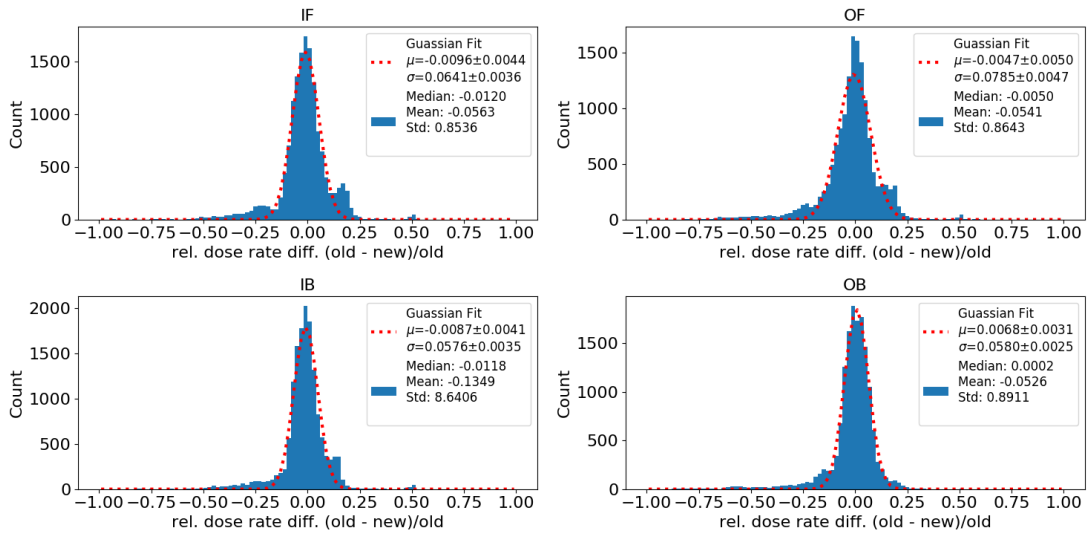 IF
Count
1500
1000
500
0
−1.00 −0.75 −0.50 −0.25 0.00 0.25 0.50 0.75 1.00
rel. dose rate diff. (old - new)/old
Guassian Fit
μ=-0.0096±0.0044
σ=0.0641±0.0036
Median: -0.0120
Mean: -0.0563
Std: 0.8536
OF
Count
1500
1000
500
0
−1.00 −0.75 −0.50 −0.25 0.00 0.25 0.50 0.75 1.00
rel. dose rate diff. (old - new)/old
Guassian Fit
μ=-0.0047±0.0050
σ=0.0785±0.0047
Median: -0.0050
Mean: -0.0541
Std: 0.8643
IB
Count
2000
1500
1000
500
0
−1.00 −0.75 −0.50 −0.25 0.00 0.25 0.50 0.75 1.00
rel. dose rate diff. (old - new)/old
Guassian Fit
μ=-0.0087±0.0041
σ=0.0576±0.0035
Median: -0.0118
Mean: -0.1349
Std: 8.6406
OB
Count
1500
1000
500
0
−1.00 −0.75 −0.50 −0.25 0.00 0.25 0.50 0.75 1.00
rel. dose rate diff. (old - new)/old
Guassian Fit
μ=0.0068±0.0031
σ=0.0580±0.0025
Median: 0.0002
Mean: -0.0526
Std: 0.8911